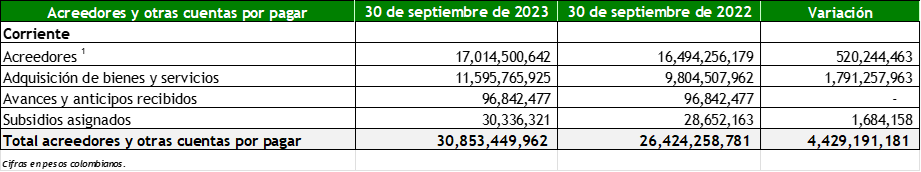 Acreedores y otras cuentas por pagar 30 de septiembre de 2023 30 de septiembre de 2022 Variación
Corriente
Acreedores ¹ 17,014,500,642 16,494,256,179 520,244,463
Adquisición de bienes y servicios 11,595,765,925 9,804,507,962 1,791,257,963
Avances y anticipos recibidos 96,842,477 96,842,477 -
Subsidios asignados 30,336,321 28,652,163 1,684,158
Total acreedores y otras cuentas por pagar 30,853,449,962 26,424,258,781 4,429,191,181
Cifras en pesos colombianos.